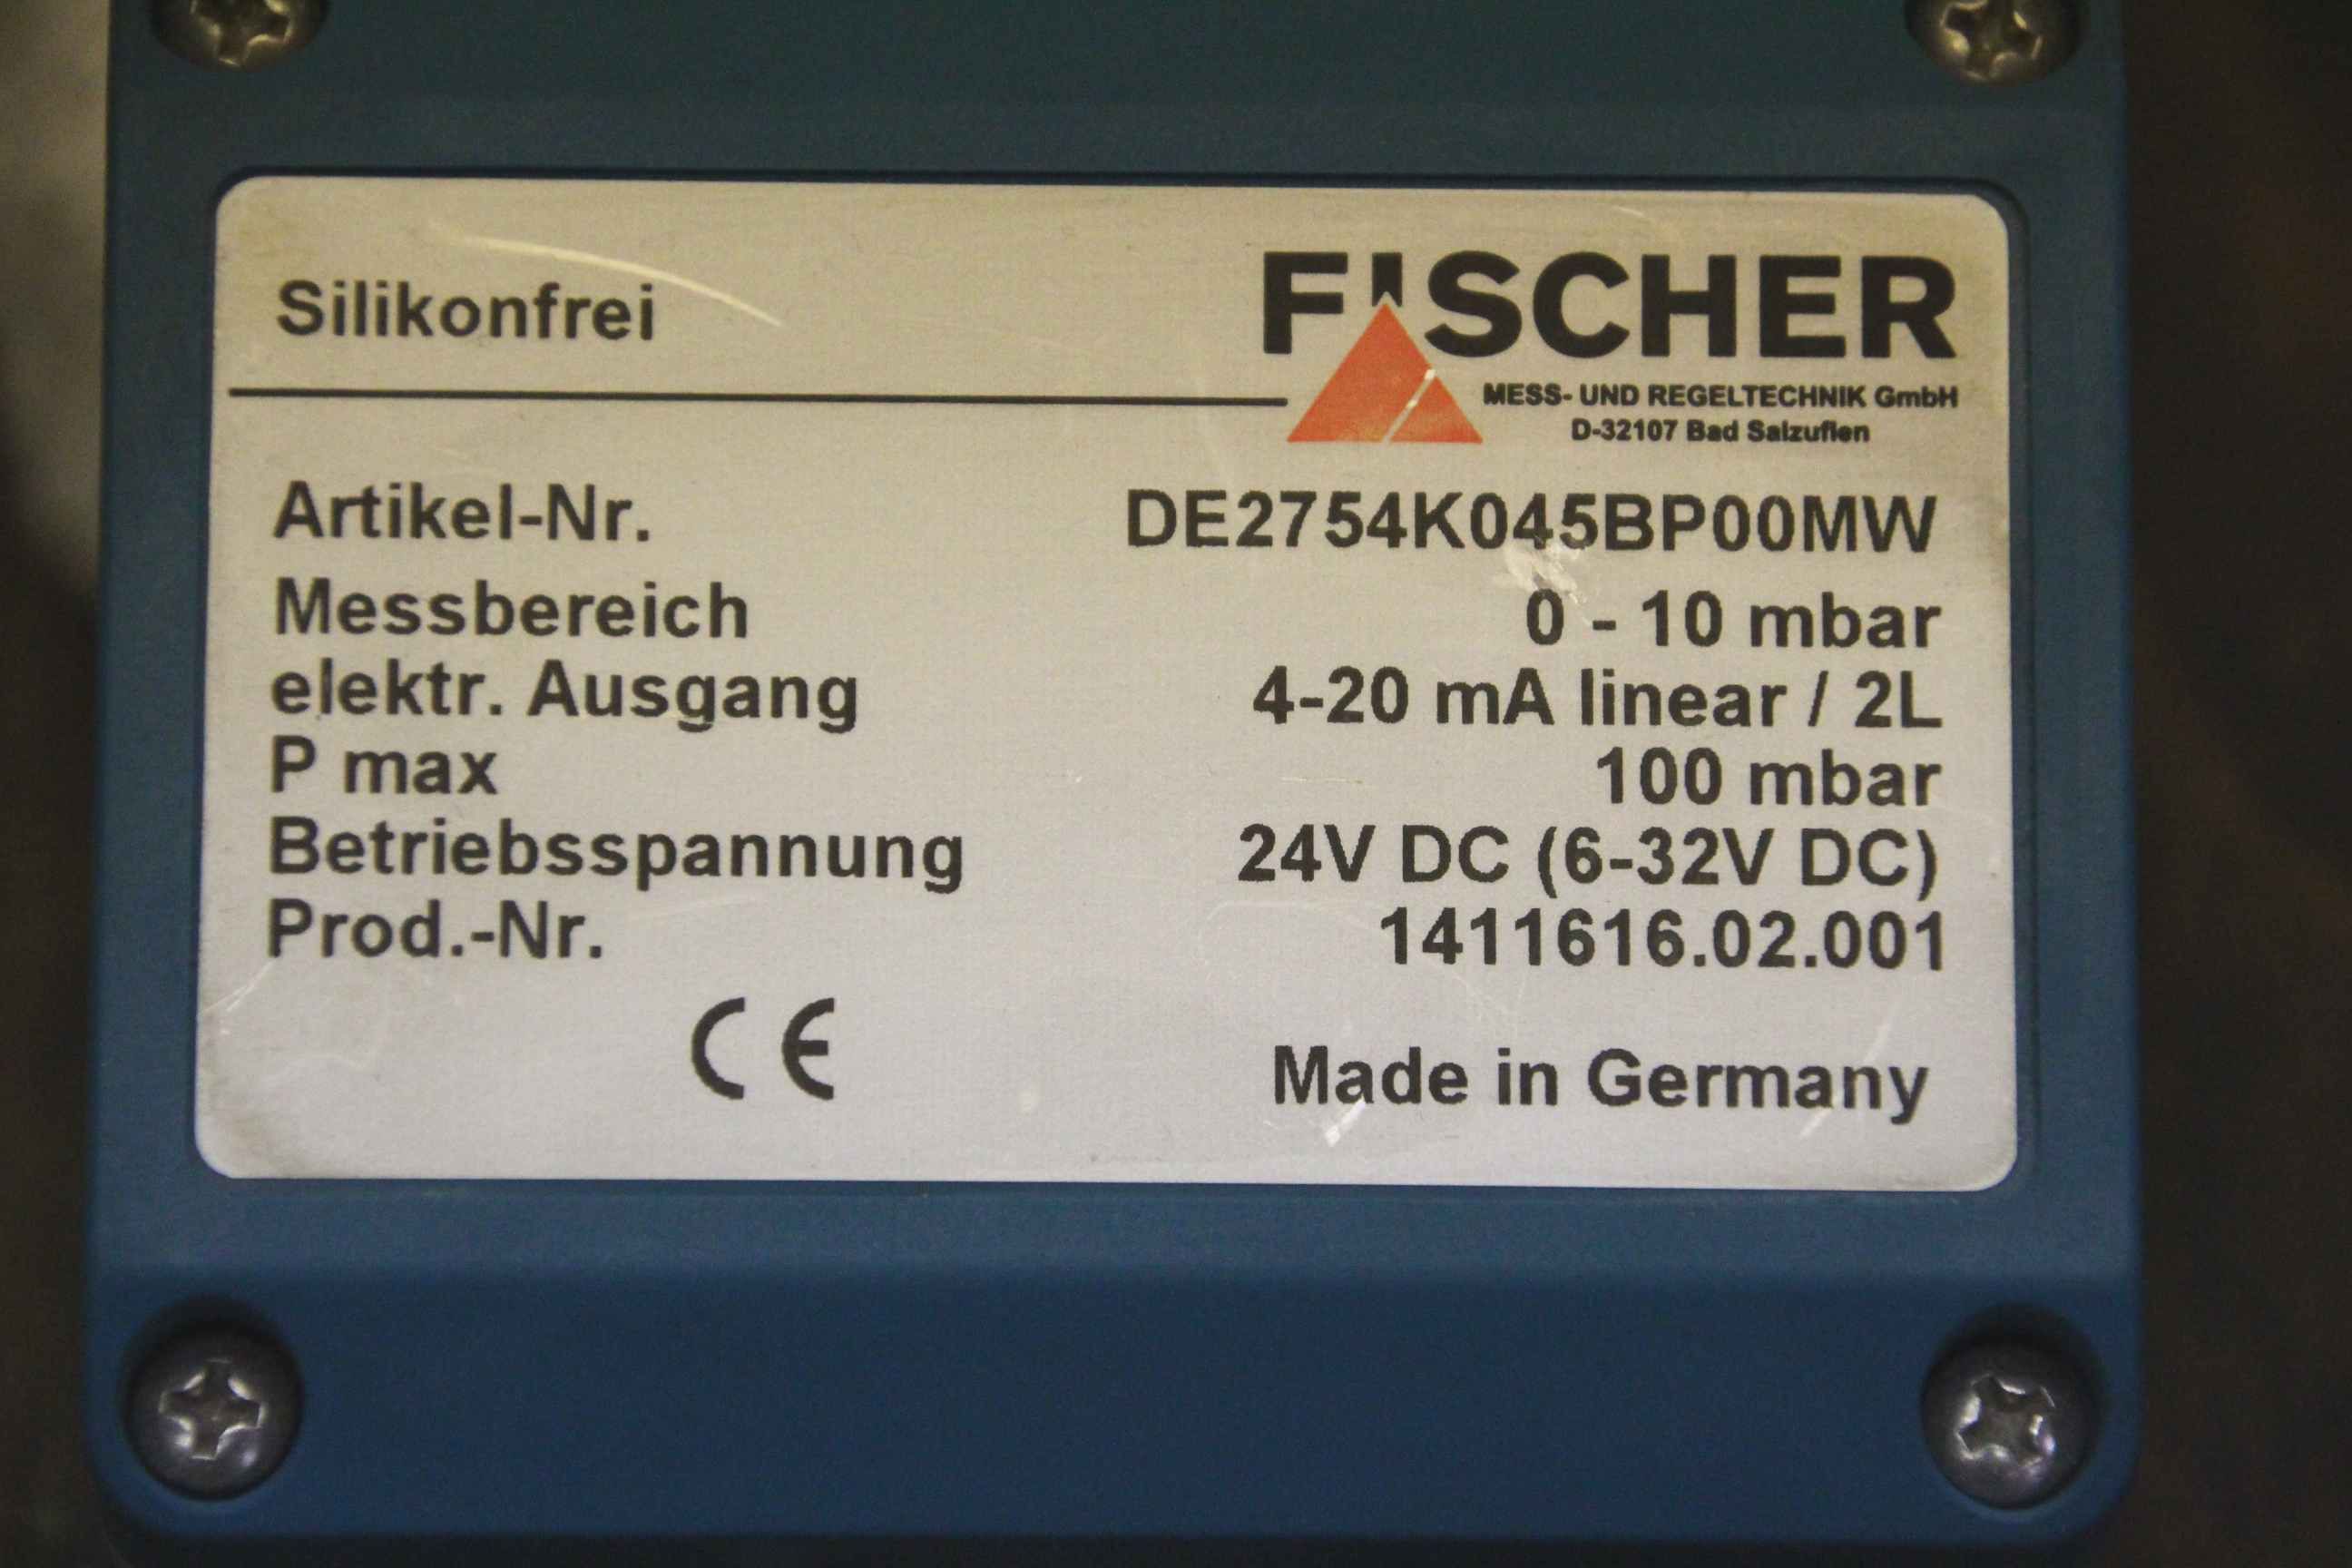 Silikonfrei
FISCHER
MESS- UND REGELTECHNIK GmbH
D-32107 Bad Salzuflen
Artikel-Nr. DE2754K045BP00MW
Messbereich 0 - 10 mbar
elektr. Ausgang 4-20 mA linear / 2L
P max 100 mbar
Betriebsspannung 24V DC (6-32V DC)
Prod.-Nr. 1411616.02.001
CE
Made in Germany